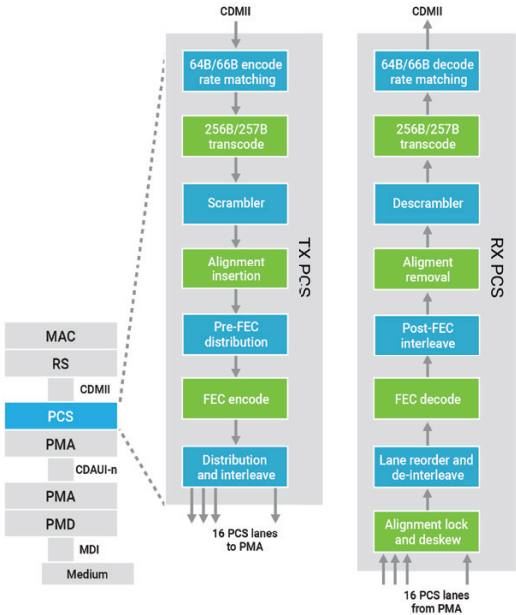 CDMII
64B/66B encode
rate matching
256B/257B
transcode
Scrambler
Alignment
insertion
Pre-FEC
distribution
FEC encode
Distribution
and interleave
TX PCS
16 PCS lanes
to PMA
CDMII
64B/66B decode
rate matching
256B/257B
transcode
Descrambler
Aligment
removal
Post-FEC
interleave
FEC decode
Lane reorder and
de-interleave
Alignment lock
and deskew
RX PCS
16 PCS lanes
from PMA
MAC
RS
CDMII
PCS
PMA
CDAUI-n
PMA
PMD
MDI
Medium